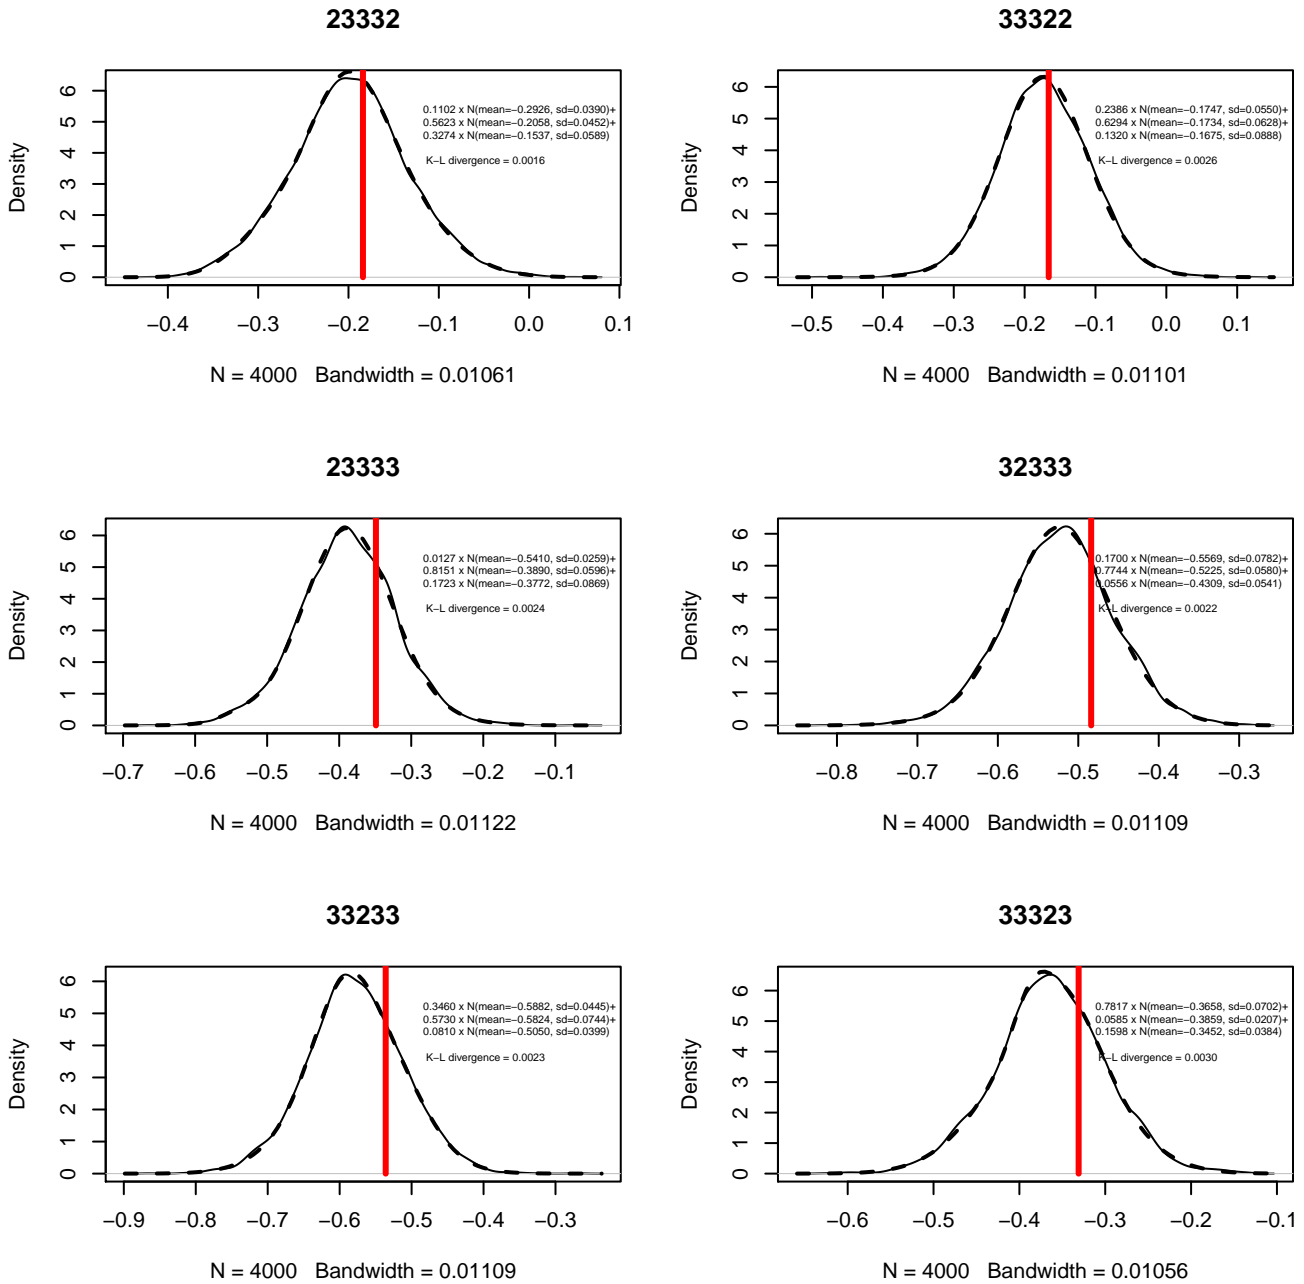 23332
Density
0 1 2 3 4 5 6
0.1102 x N(mean=−0.2926, sd=0.0390)+
0.5623 x N(mean=−0.2058, sd=0.0452)+
0.3274 x N(mean=−0.1537, sd=0.0589)
K−L divergence = 0.0016
−0.4 −0.3 −0.2 −0.1 0.0 0.1
N = 4000 Bandwidth = 0.01061
33322
Density
0 1 2 3 4 5 6
0.2386 x N(mean=−0.1747, sd=0.0550)+
0.6294 x N(mean=−0.1734, sd=0.0628)+
0.1320 x N(mean=−0.1675, sd=0.0888)
K−L divergence = 0.0026
−0.5 −0.4 −0.3 −0.2 −0.1 0.0 0.1
N = 4000 Bandwidth = 0.01101
23333
Density
0 1 2 3 4 5 6
0.0127 x N(mean=−0.5410, sd=0.0259)+
0.8151 x N(mean=−0.3890, sd=0.0596)+
0.1723 x N(mean=−0.3772, sd=0.0869)
K−L divergence = 0.0024
−0.7 −0.6 −0.5 −0.4 −0.3 −0.2 −0.1
N = 4000 Bandwidth = 0.01122
32333
Density
0 1 2 3 4 5 6
0.1700 x N(mean=−0.5569, sd=0.0782)+
0.7744 x N(mean=−0.5225, sd=0.0580)+
0.0556 x N(mean=−0.4309, sd=0.0541)
K−L divergence = 0.0022
−0.8 −0.7 −0.6 −0.5 −0.4 −0.3
N = 4000 Bandwidth = 0.01109
33233
Density
0 1 2 3 4 5 6
0.3460 x N(mean=−0.5882, sd=0.0445)+
0.5730 x N(mean=−0.5824, sd=0.0744)+
0.0810 x N(mean=−0.5050, sd=0.0399)
K−L divergence = 0.0023
−0.9 −0.8 −0.7 −0.6 −0.5 −0.4 −0.3
N = 4000 Bandwidth = 0.01109
33323
Density
0 1 2 3 4 5 6
0.7817 x N(mean=−0.3658, sd=0.0702)+
0.0585 x N(mean=−0.3859, sd=0.0207)+
0.1598 x N(mean=−0.3452, sd=0.0384)
K−L divergence = 0.0030
−0.6 −0.5 −0.4 −0.3 −0.2 −0.1
N = 4000 Bandwidth = 0.01056